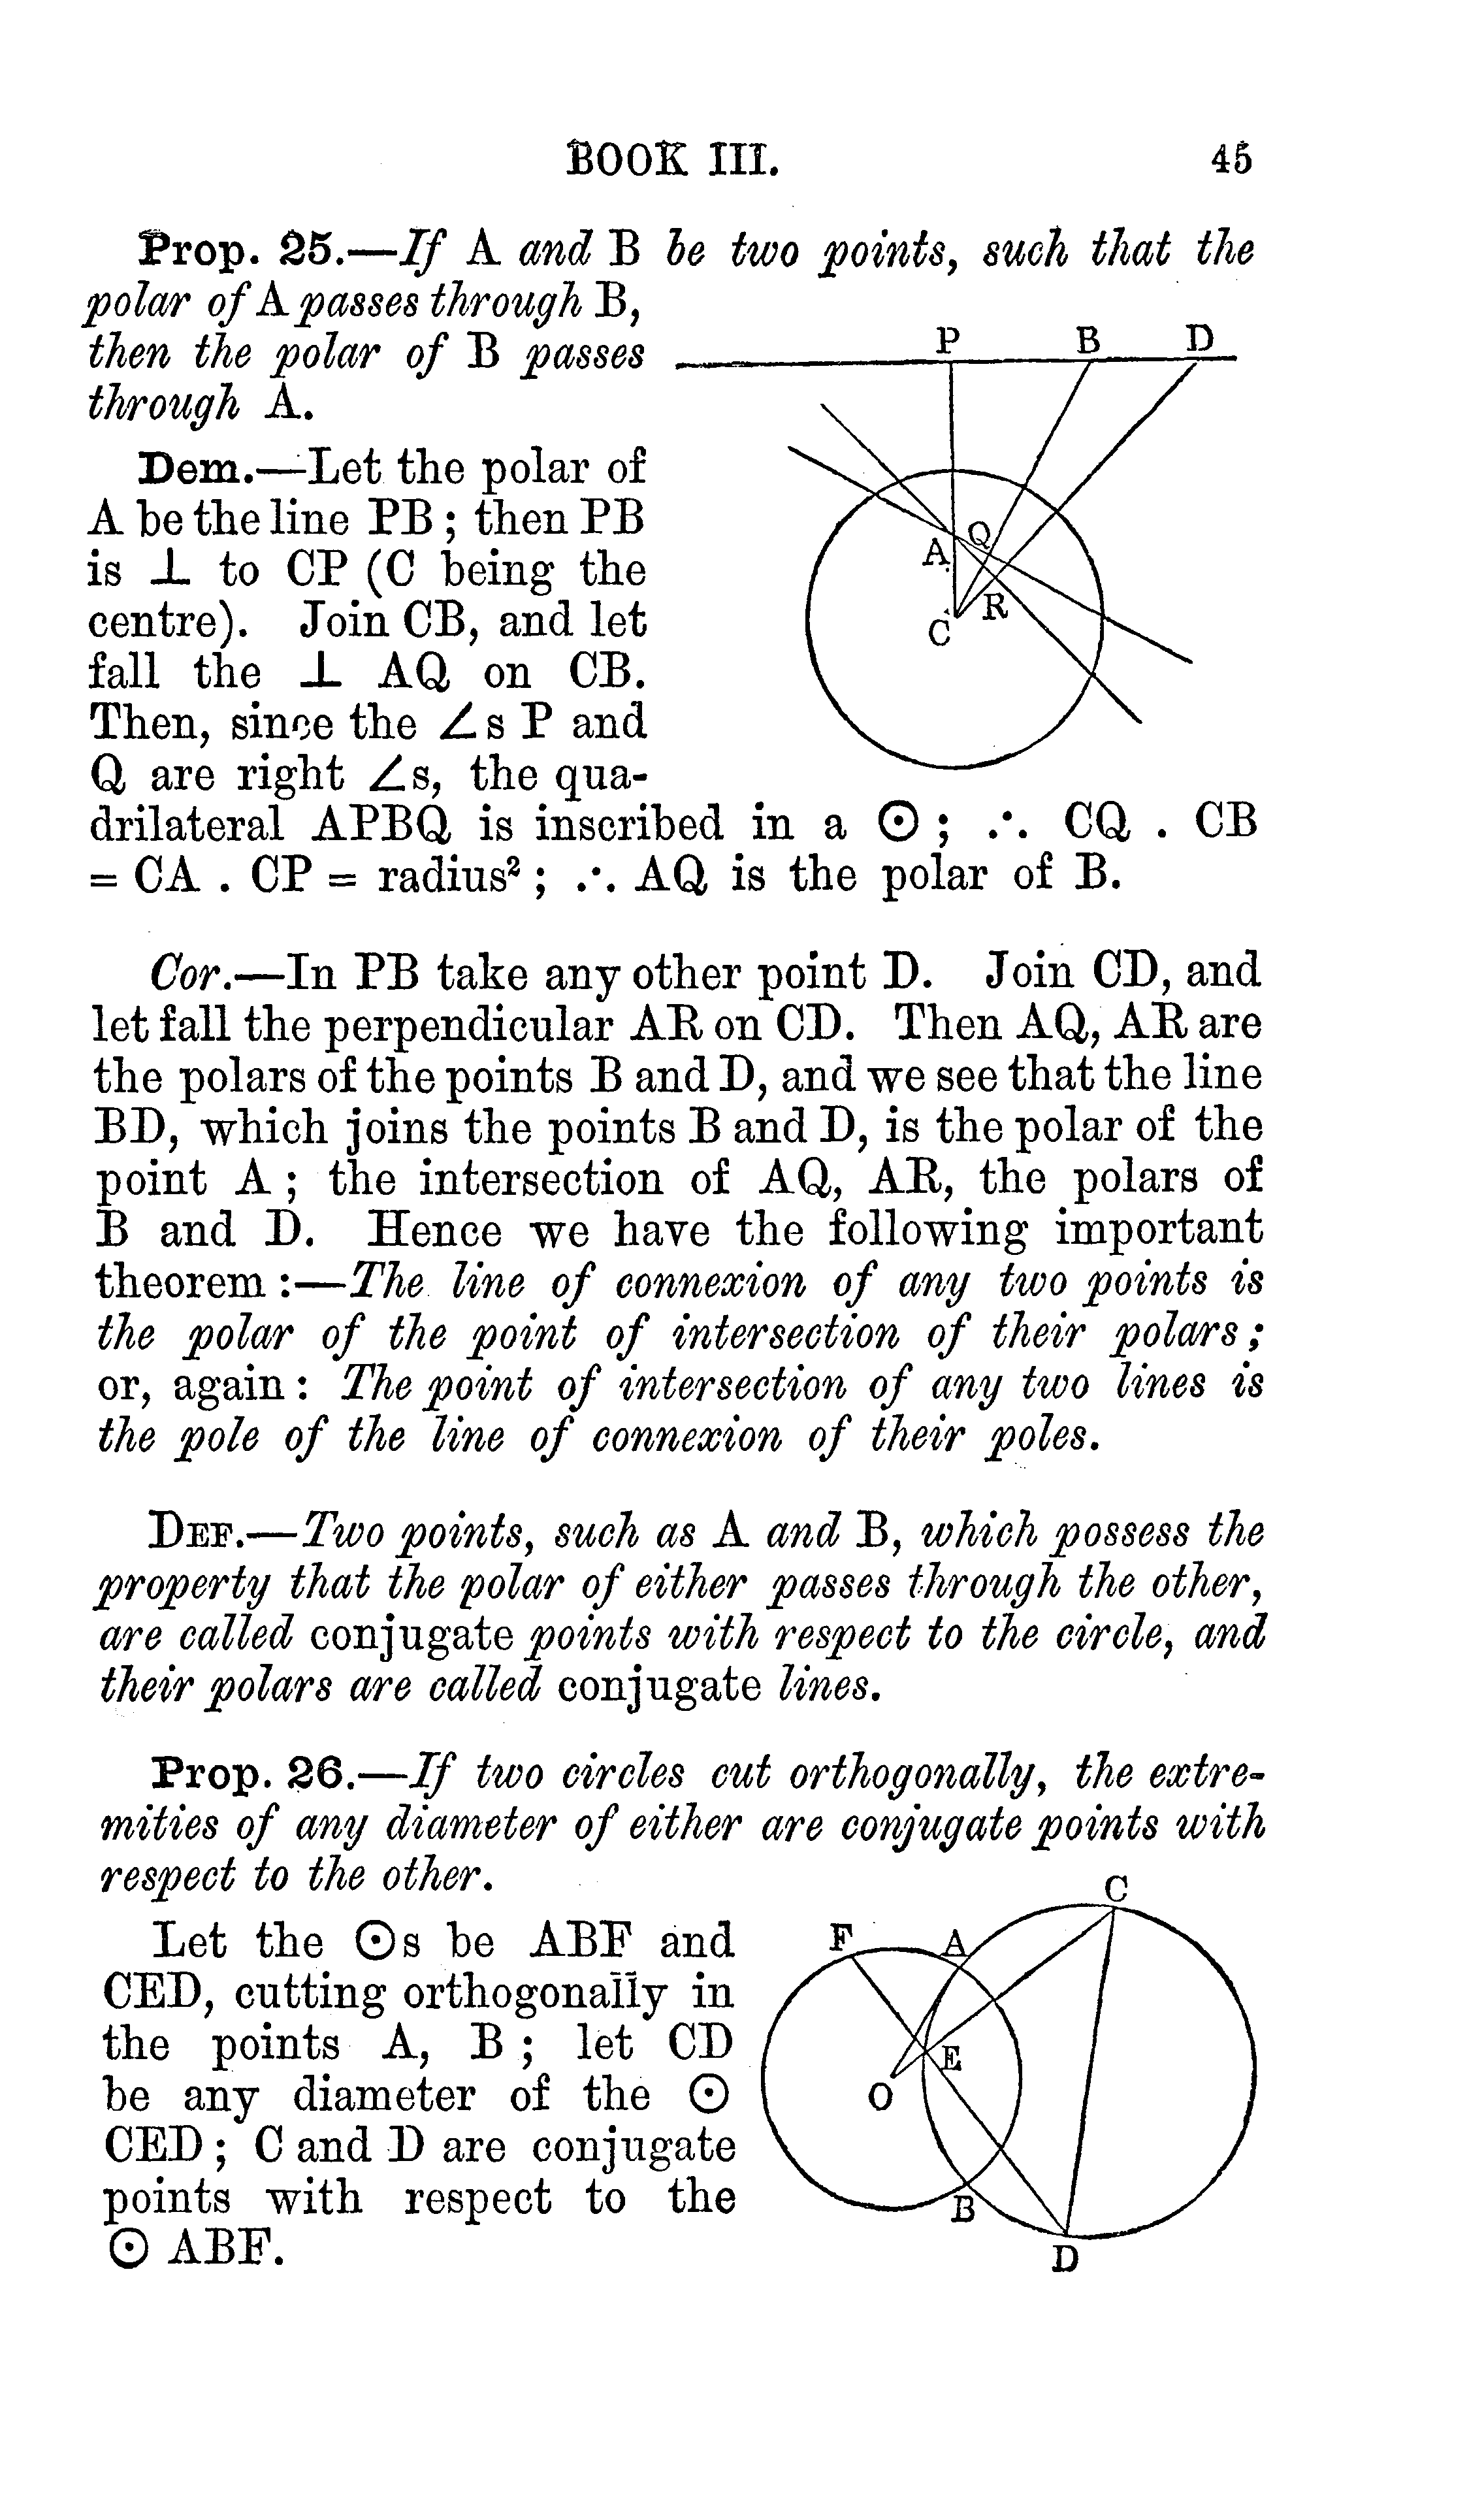 BOOK III. 45
Prop. 25.—If A and B be two points, such that the
polar of A passes through B,
then the polar of B passes
through A.
P B D
A Q
C R
Dem.—Let the polar of
A be the line PB ; then PB
is ⊥ to CP (C being the
centre). Join CB, and let
fall the ⊥ AQ on CB.
Then, since the ∠s P and
Q are right ∠s, the qua-
drilateral APBQ is inscribed in a ⊙ ; ∴ CQ . CB
= CA . CP = radius² ; ∴ AQ is the polar of B.
Cor.—In PB take any other point D. Join CD, and
let fall the perpendicular AR on CD. Then AQ, AR are
the polars of the points B and D, and we see that the line
BD, which joins the points B and D, is the polar of the
point A ; the intersection of AQ, AR, the polars of
B and D. Hence we have the following important
theorem :—The line of connexion of any two points is
the polar of the point of intersection of their polars ;
or, again : The point of intersection of any two lines is
the pole of the line of connexion of their poles.
DEF.—Two points, such as A and B, which possess the
property that the polar of either passes through the other,
are called conjugate points with respect to the circle, and
their polars are called conjugate lines.
Prop. 26.—If two circles cut orthogonally, the extre-
mities of any diameter of either are conjugate points with
respect to the other.
Let the ⊙s be ABF and
CED, cutting orthogonally in
the points A, B ; let CD
be any diameter of the ⊙
CED ; C and D are conjugate
points with respect to the
⊙ ABF.
C
F A
E
O
B
D